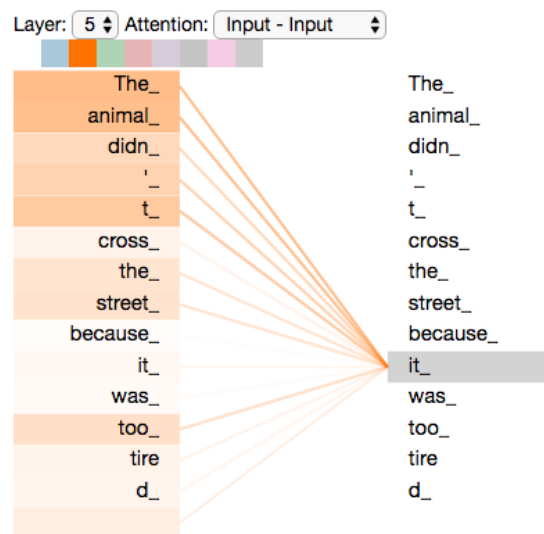 Layer: 5 Attention: Input - Input
The_ The_
animal_ animal_
didn_ didn_
'_ '_
t_ t_
cross_ cross_
the_ the_
street_ street_
because_ because_
it_ it_
was_ was_
too_ too_
tire tire
d_ d_